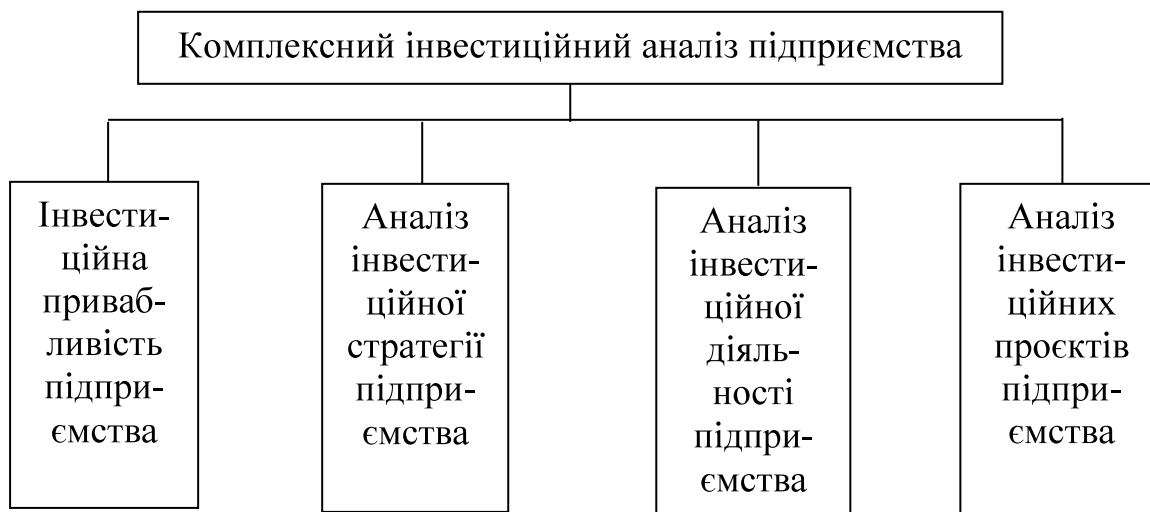 Комплексний інвестиційний аналіз підприємства
Інвести-
ційна
приваб-
ливість
підпри-
ємства
Аналіз
інвести-
ційної
стратегії
підпри-
ємства
Аналіз
інвести-
ційної
діяль-
ності
підпри-
ємства
Аналіз
інвести-
ційних
проєктів
підпри-
ємства